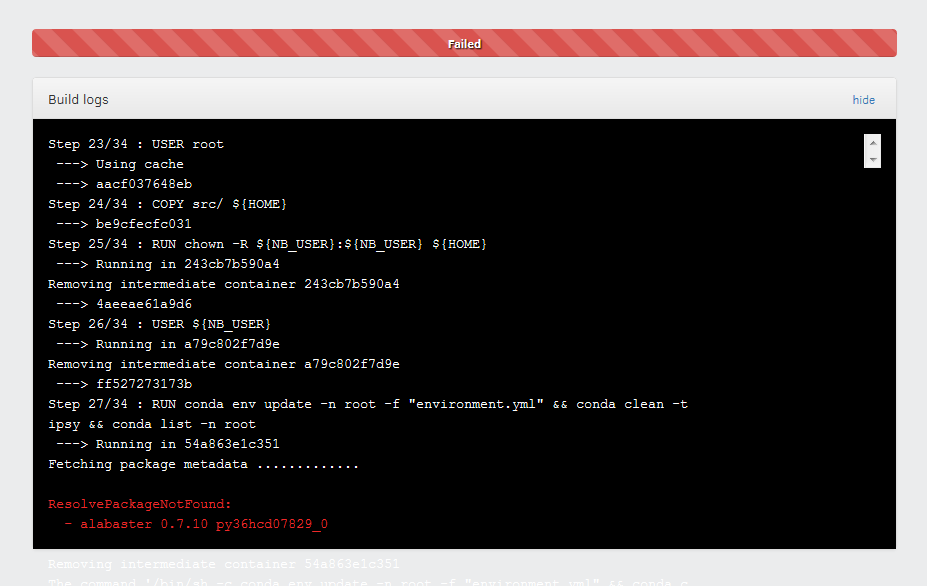 Failed
Build logs
hide
Step 23/34 : USER root
---> Using cache
---> aacf037648eb
Step 24/34 : COPY src/ ${HOME}
---> be9cfecfc031
Step 25/34 : RUN chown -R ${NB_USER}:${NB_USER} ${HOME}
---> Running in 243cb7b590a4
Removing intermediate container 243cb7b590a4
---> 4aeeae61a9d6
Step 26/34 : USER ${NB_USER}
---> Running in a79c802f7d9e
Removing intermediate container a79c802f7d9e
---> ff527273173b
Step 27/34 : RUN conda env update -n root -f "environment.yml" && conda clean -t
ipsy && conda list -n root
---> Running in 54a863e1c351
Fetching package metadata .............
ResolvePackageNotFound:
- alabaster 0.7.10 py36hcd07829_0
Removing intermediate container 54a863e1c351
The command '/bin/sh -c conda env update -n root -f "environment.yml" && conda c